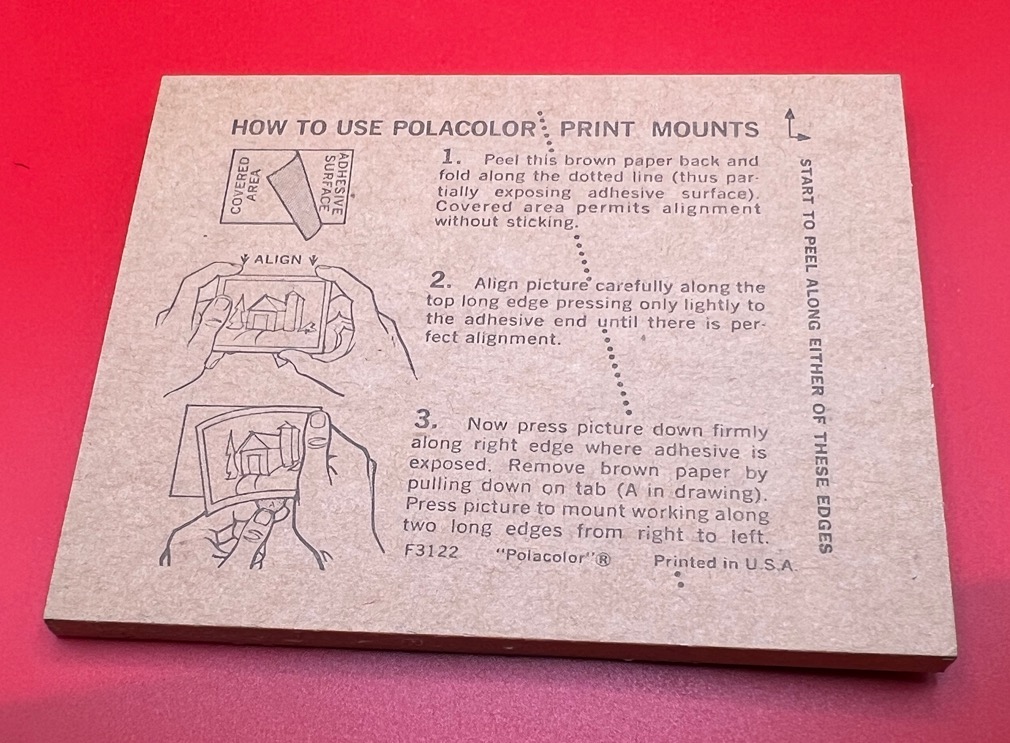 HOW TO USE POLACOLOR PRINT MOUNTS
COVERED
AREA
ADHESIVE
SURFACE
1. Peel this brown paper back and
fold along the dotted line (thus par-
tially exposing adhesive surface).
Covered area permits alignment
without sticking.
ALIGN
2. Align picture carefully along the
top long edge pressing only lightly to
the adhesive end until there is per-
fect alignment.
3. Now press picture down firmly
along right edge where adhesive is
exposed. Remove brown paper by
pulling down on tab (A in drawing).
Press picture to mount working along
two long edges from right to left.
F3122 "Polacolor"® Printed in U.S.A.
START TO PEEL ALONG EITHER OF THESE EDGES